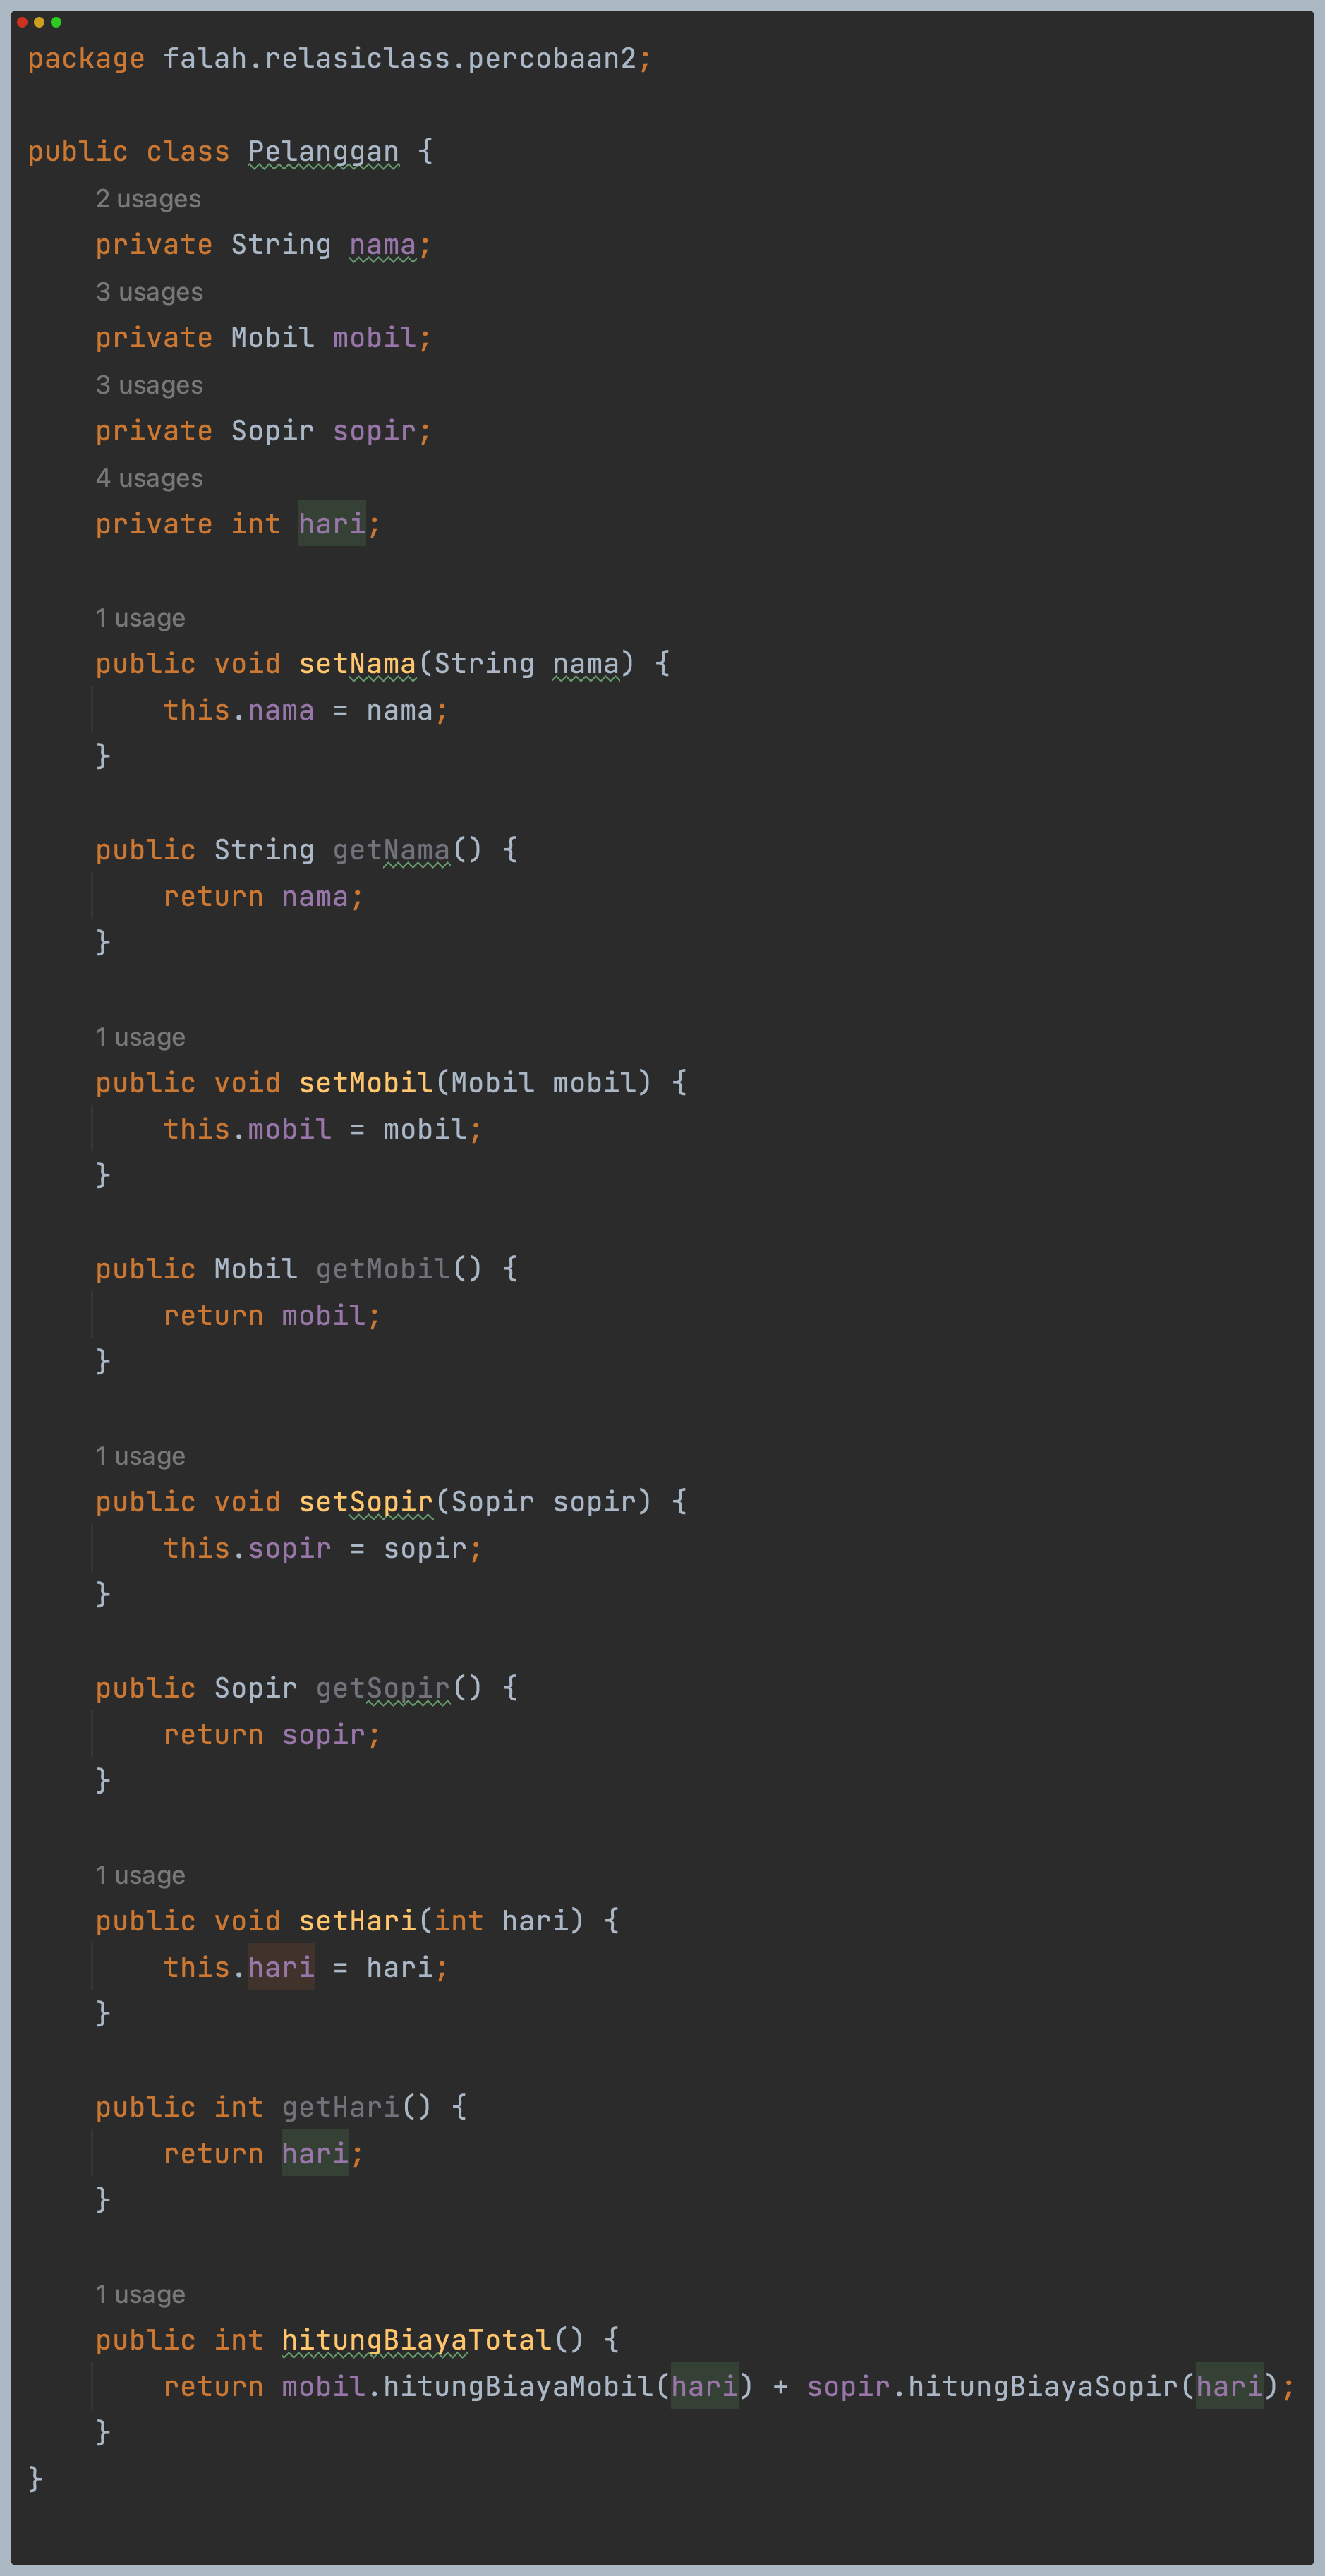 package falah.relasiclass.percobaan2;
public class Pelanggan {
2 usages
private String nama;
3 usages
private Mobil mobil;
3 usages
private Sopir sopir;
4 usages
private int hari;
1 usage
public void setNama(String nama) {
this.nama = nama;
}
public String getNama() {
return nama;
}
1 usage
public void setMobil(Mobil mobil) {
this.mobil = mobil;
}
public Mobil getMobil() {
return mobil;
}
1 usage
public void setSopir(Sopir sopir) {
this.sopir = sopir;
}
public Sopir getSopir() {
return sopir;
}
1 usage
public void setHari(int hari) {
this.hari = hari;
}
public int getHari() {
return hari;
}
1 usage
public int hitungBiayaTotal() {
return mobil.hitungBiayaMobil(hari) + sopir.hitungBiayaSopir(hari);
}
}